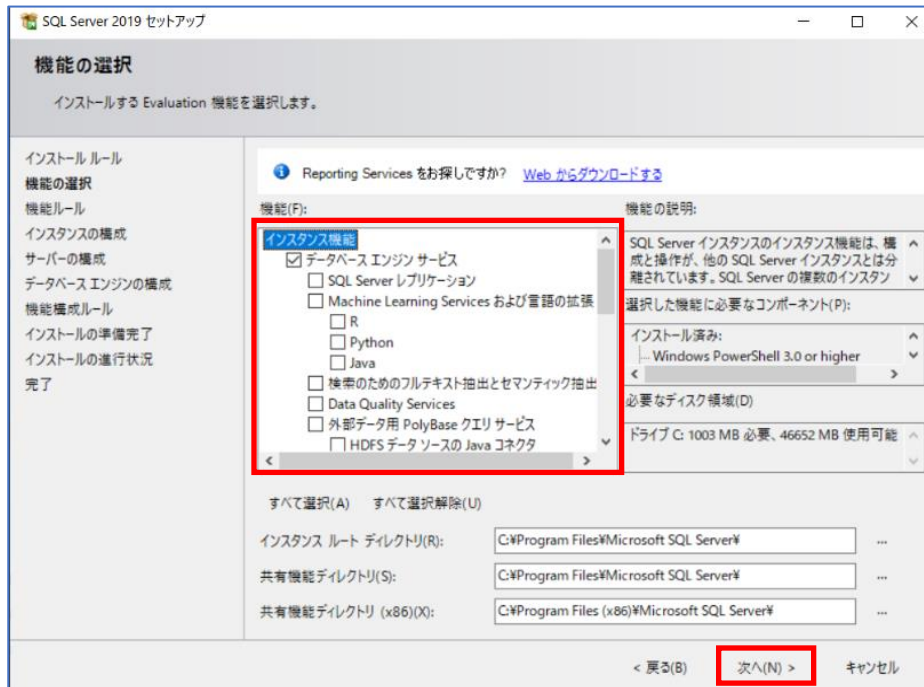 SQL Server 2019 セットアップ
機能の選択
インストールする Evaluation 機能を選択します。
インストール ルール
機能の選択
機能ルール
インスタンスの構成
サーバーの構成
データベース エンジンの構成
機能構成ルール
インストールの準備完了
インストールの進行状況
完了
Reporting Services をお探しですか? Web からダウンロードする
機能(F):
インスタンス機能
データベース エンジン サービス
SQL Server レプリケーション
Machine Learning Services および言語の拡張
R
Python
Java
検索のためのフルテキスト抽出とセマンティック抽出
Data Quality Services
外部データ用 PolyBase クエリ サービス
HDFS データ ソースの Java コネクタ
機能の説明:
SQL Server インスタンスのインスタンス機能は、構
成と操作が、他の SQL Server インスタンスとは分
離されています。SQL Server の複数のインスタン
選択した機能に必要なコンポーネント(P):
インストール済み:
Windows PowerShell 3.0 or higher
必要なディスク領域(D)
ドライブ C: 1003 MB 必要、46652 MB 使用可能
すべて選択(A) すべて選択解除(U)
インスタンス ルート ディレクトリ(R): C:¥Program Files¥Microsoft SQL Server¥ ...
共有機能ディレクトリ(S): C:¥Program Files¥Microsoft SQL Server¥ ...
共有機能ディレクトリ (x86)(X): C:¥Program Files (x86)¥Microsoft SQL Server¥ ...
< 戻る(B) 次へ(N) > キャンセル